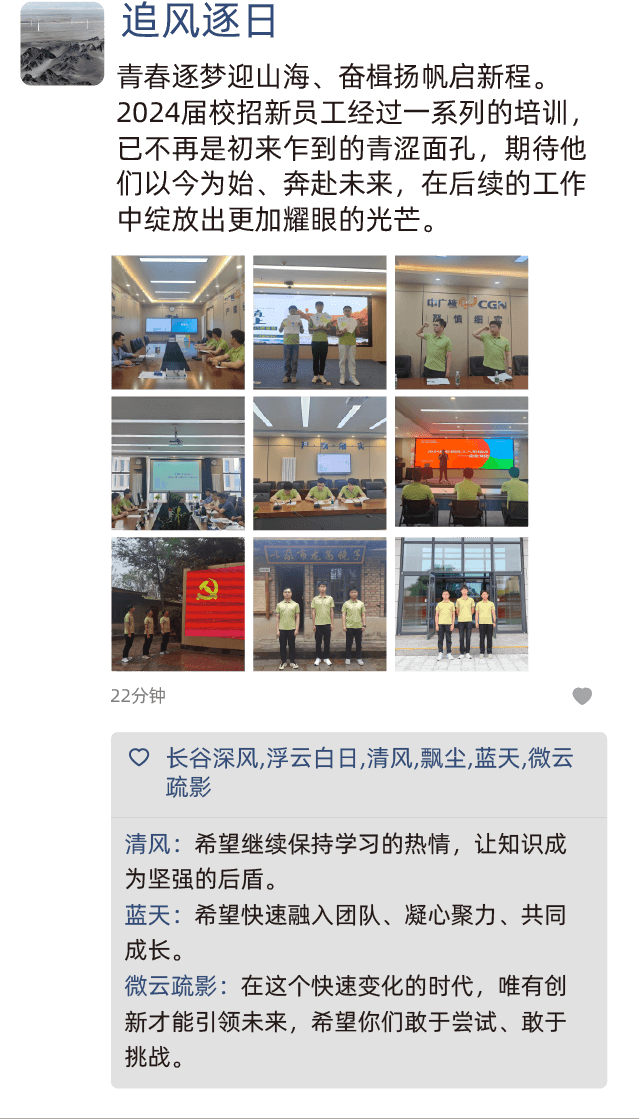 追风逐日
青春逐梦迎山海、奋楫扬帆启新程。
2024届校招新员工经过一系列的培训，
已不再是初来乍到的青涩面孔，期待他
们以今为始、奔赴未来，在后续的工作
中绽放出更加耀眼的光芒。
中广核 CGN
严慎细实
22分钟
长谷深风,浮云白日,清风,飘尘,蓝天,微云
疏影
清风：希望继续保持学习的热情，让知识成
为坚强的后盾。
蓝天：希望快速融入团队、凝心聚力、共同
成长。
微云疏影：在这个快速变化的时代，唯有创
新才能引领未来，希望你们敢于尝试、敢于
挑战。